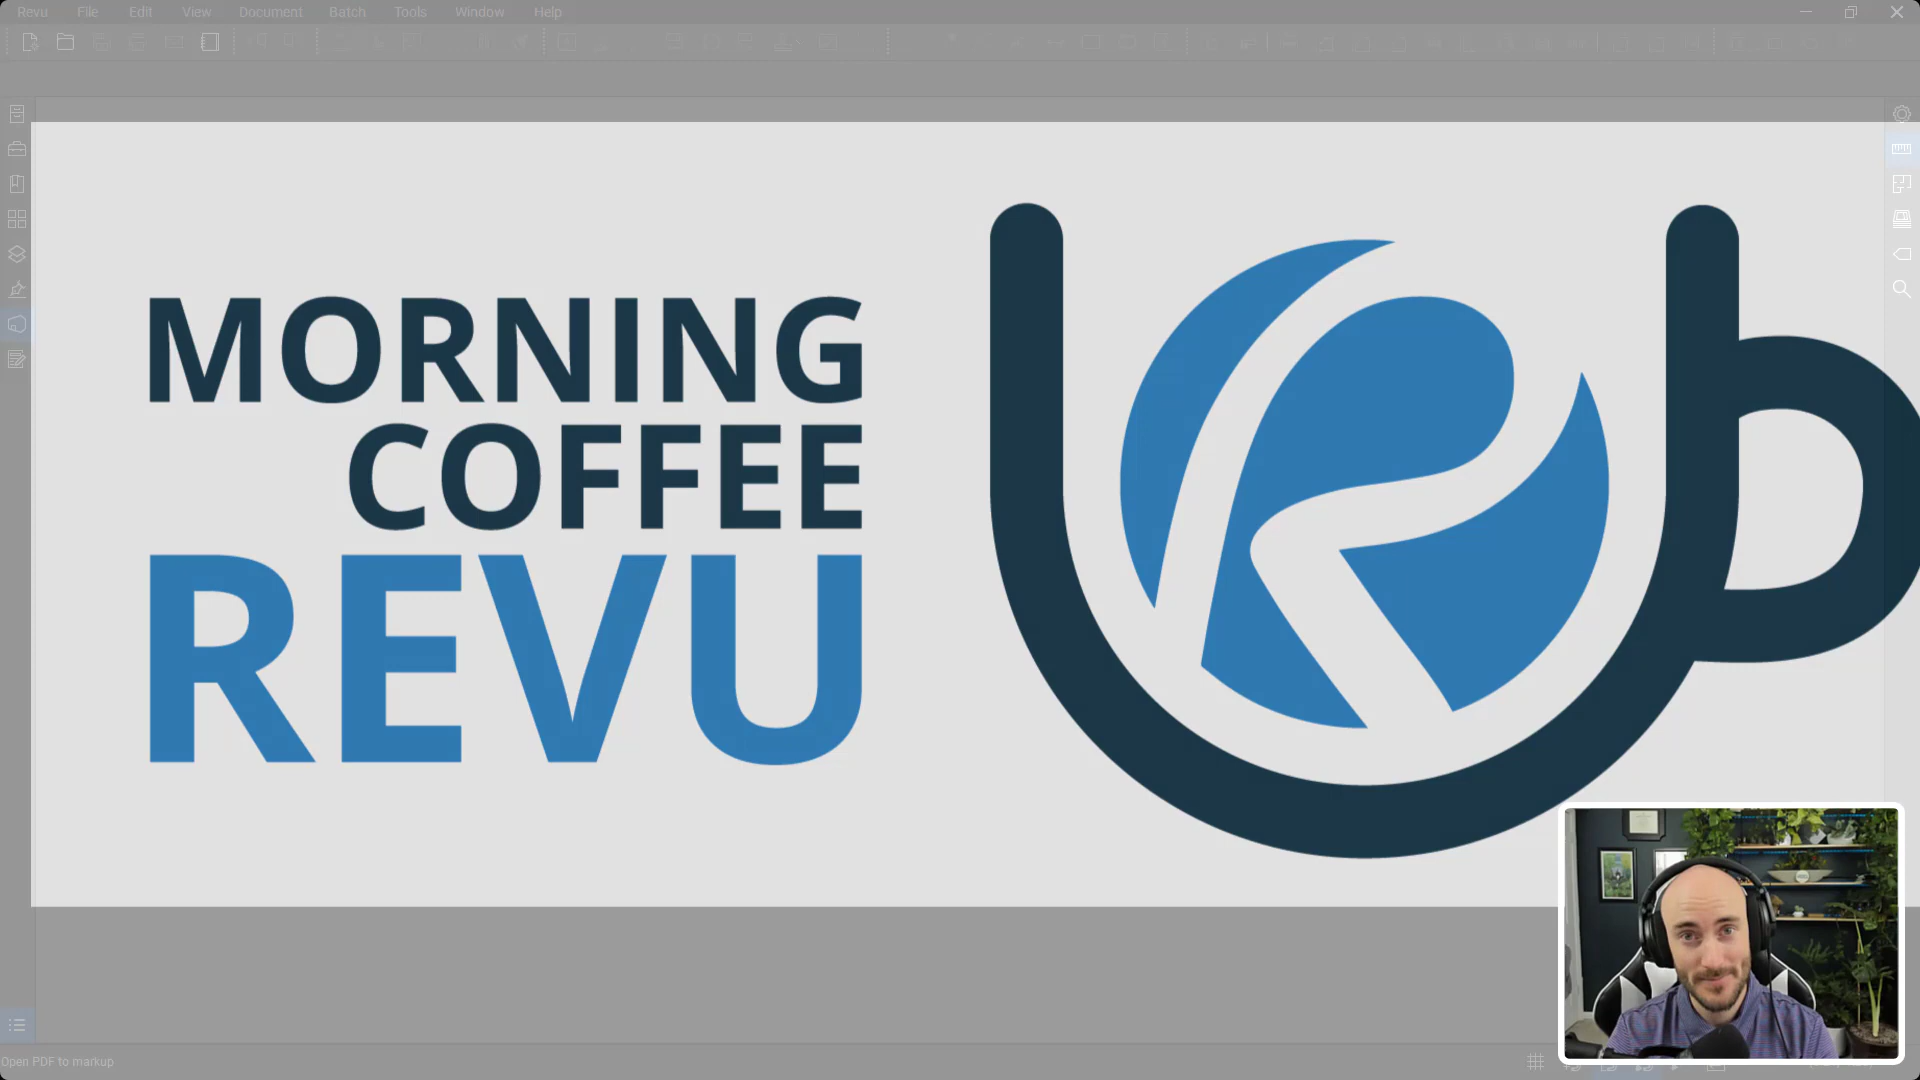 Revu File Edit View Document Batch Tools Window Help
MORNING
COFFEE
REVU
Open PDF to markup